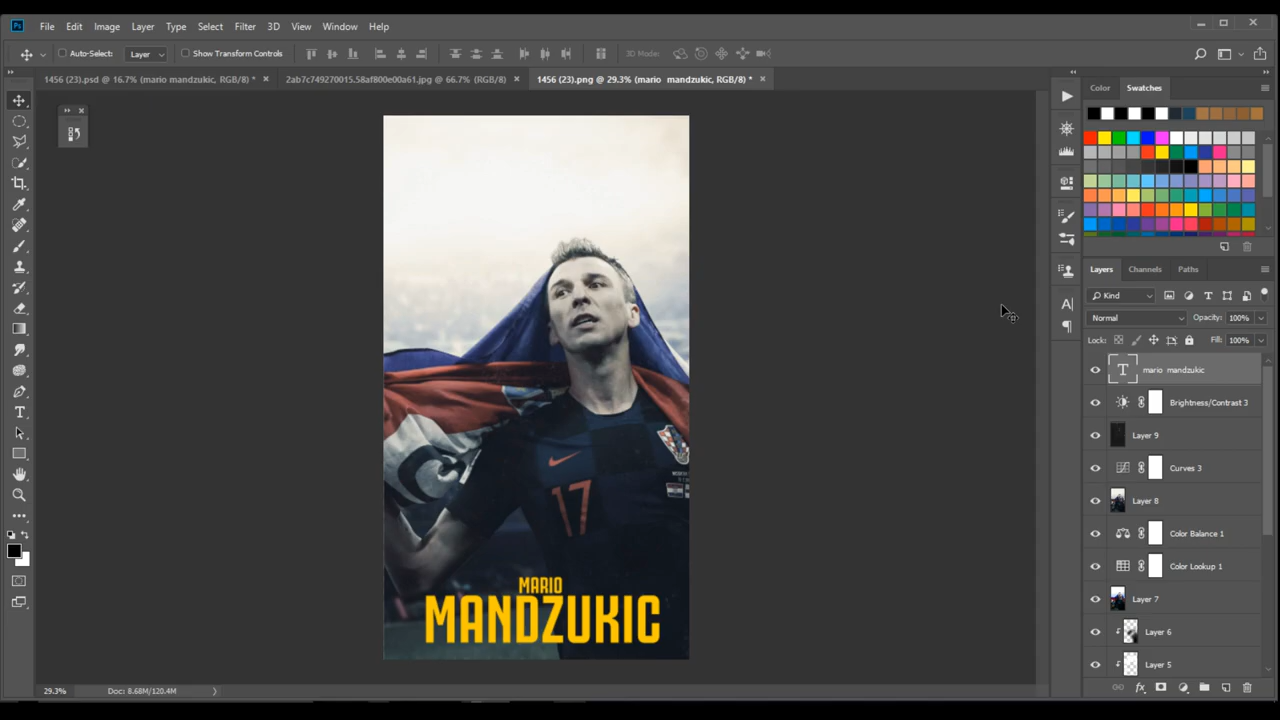 Ps File Edit Image Layer Type Select Filter 3D View Window Help
Auto-Select: Layer Show Transform Controls 3D Mode:
1456 (23).psd @ 16.7% (mario mandzukic, RGB/8) * 2ab7c749270015.58af800e00a61.jpg @ 66.7% (RGB/8) 1456 (23).png @ 29.3% (mario mandzukic, RGB/8) *
Color Swatches
Layers Channels Paths
Kind
Normal Opacity: 100%
Lock: Fill: 100%
mario mandzukic
Brightness/Contrast 3
Layer 9
Curves 3
Layer 8
Color Balance 1
Color Lookup 1
Layer 7
Layer 6
Layer 5
17
MARIO
MANDZUKIC
29.3% Doc: 8.68M/120.4M